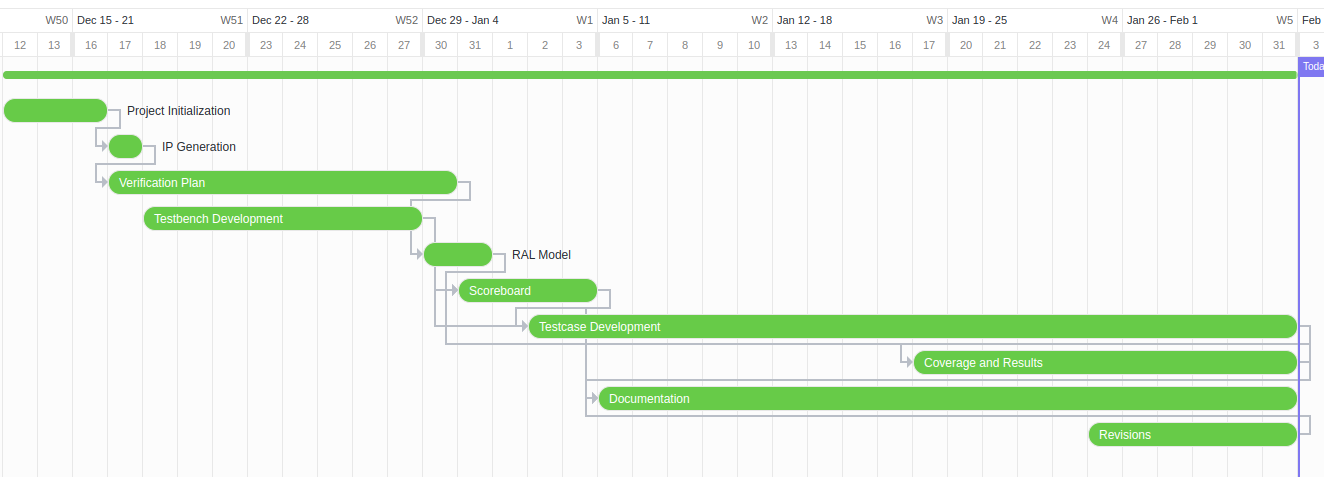 W50 Dec 15 - 21 W51 Dec 22 - 28 W52 Dec 29 - Jan 4 W1 Jan 5 - 11 W2 Jan 12 - 18 W3 Jan 19 - 25 W4 Jan 26 - Feb 1 W5 Feb
12 13 16 17 18 19 20 23 24 25 26 27 30 31 1 2 3 6 7 8 9 10 13 14 15 16 17 20 21 22 23 24 27 28 29 30 31 3
Toda
Project Initialization
IP Generation
Verification Plan
Testbench Development
RAL Model
Scoreboard
Testcase Development
Coverage and Results
Documentation
Revisions